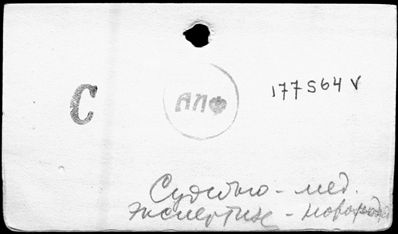 С АПФ 177564 V
Судебно-мед.
экспертиза - новорожд